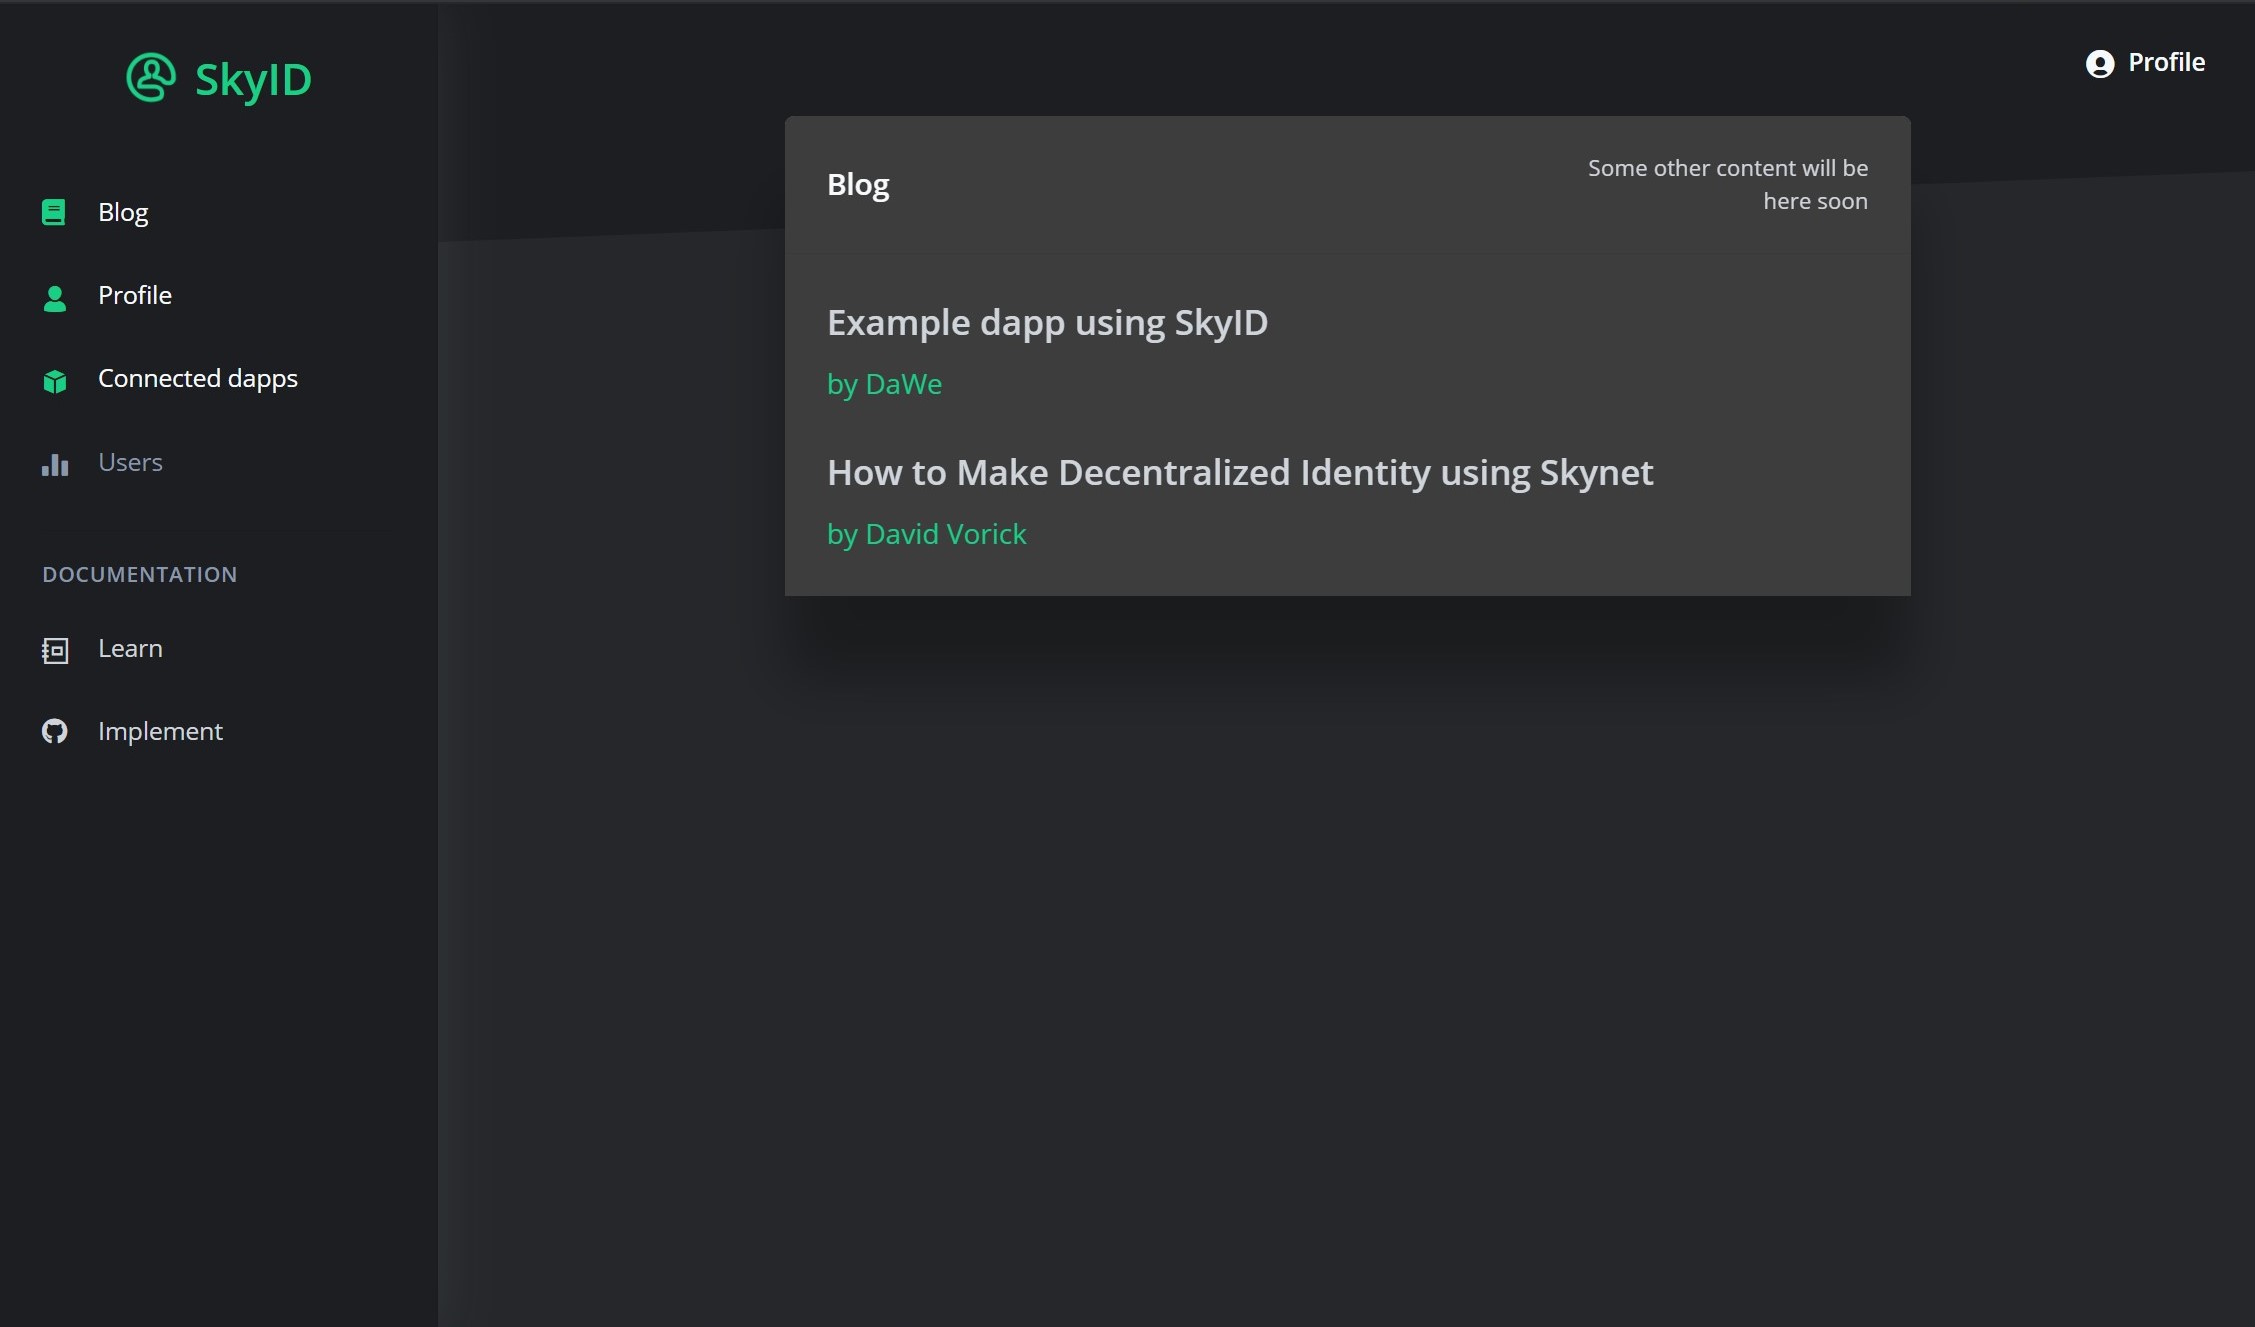 SkyID
Blog
Profile
Connected dapps
Users
DOCUMENTATION
Learn
Implement
Profile
Blog
Some other content will be
here soon
Example dapp using SkyID
by DaWe
How to Make Decentralized Identity using Skynet
by David Vorick